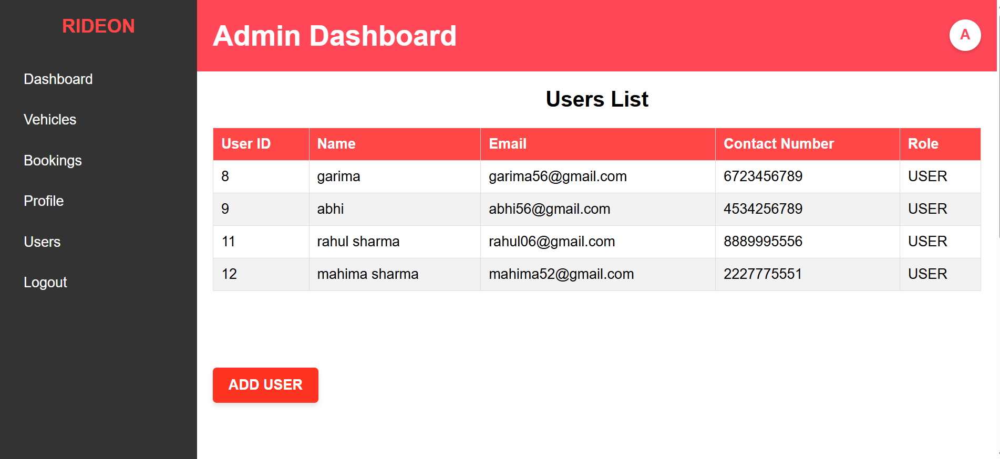 RIDEON
Dashboard
Vehicles
Bookings
Profile
Users
Logout
Admin Dashboard
A
Users List
User ID Name Email Contact Number Role
8 garima garima56@gmail.com 6723456789 USER
9 abhi abhi56@gmail.com 4534256789 USER
11 rahul sharma rahul06@gmail.com 8889995556 USER
12 mahima sharma mahima52@gmail.com 2227775551 USER
ADD USER